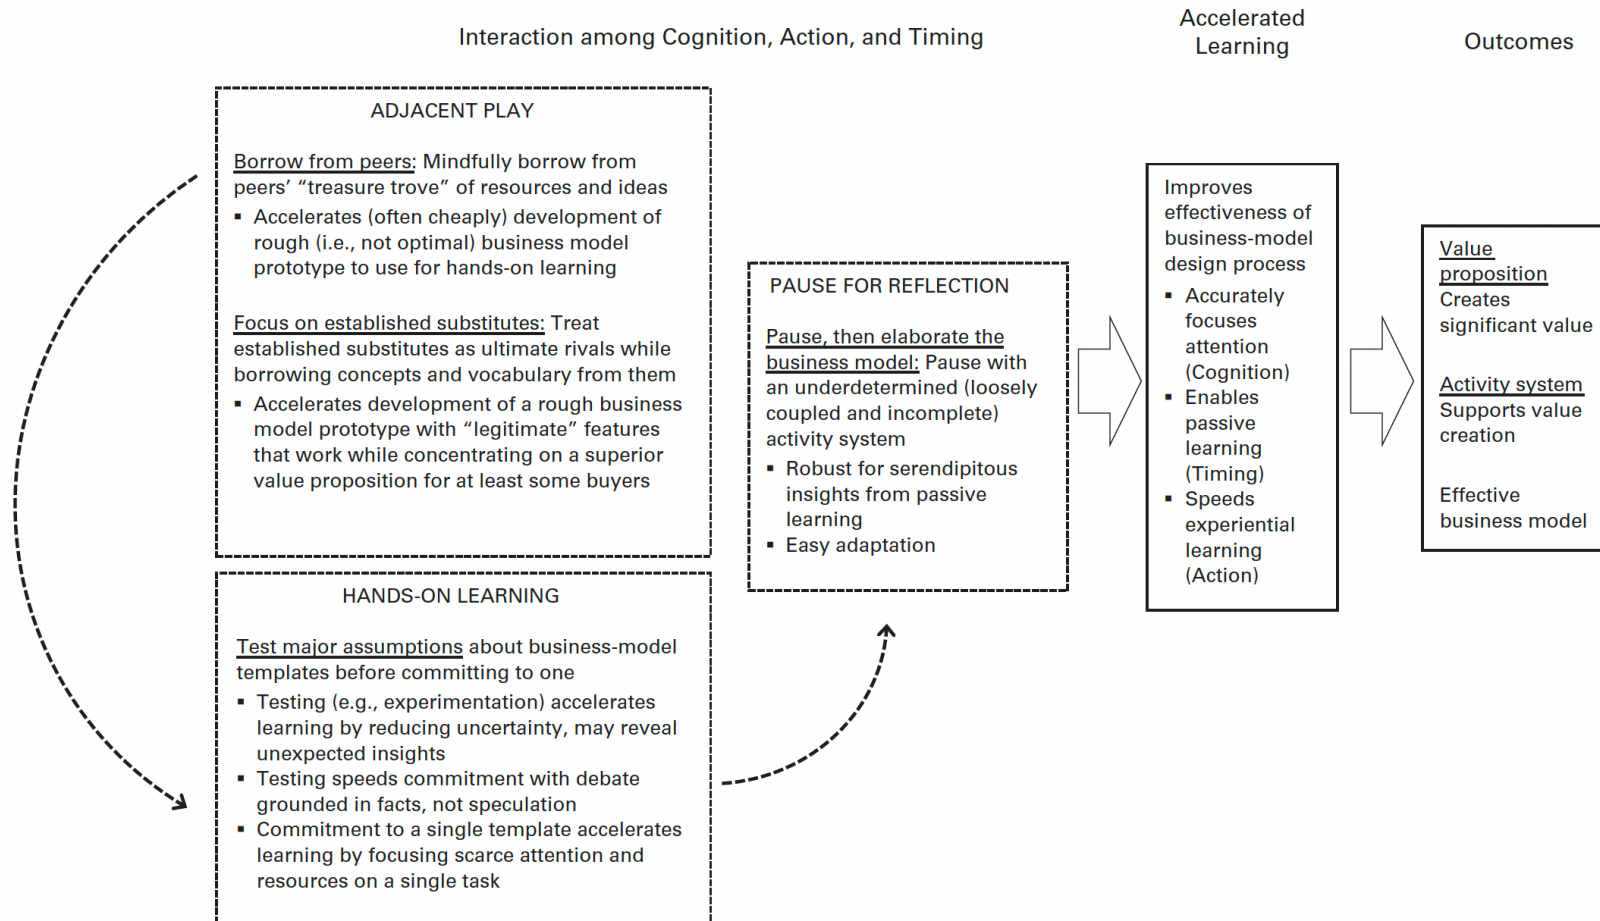 Interaction among Cognition, Action, and Timing
Accelerated
Learning
Outcomes
ADJACENT PLAY
Borrow from peers: Mindfully borrow from
peers’ “treasure trove” of resources and ideas
▪ Accelerates (often cheaply) development of
rough (i.e., not optimal) business model
prototype to use for hands-on learning
Focus on established substitutes: Treat
established substitutes as ultimate rivals while
borrowing concepts and vocabulary from them
▪ Accelerates development of a rough business
model prototype with “legitimate” features
that work while concentrating on a superior
value proposition for at least some buyers
HANDS-ON LEARNING
Test major assumptions about business-model
templates before committing to one
▪ Testing (e.g., experimentation) accelerates
learning by reducing uncertainty, may reveal
unexpected insights
▪ Testing speeds commitment with debate
grounded in facts, not speculation
▪ Commitment to a single template accelerates
learning by focusing scarce attention and
resources on a single task
PAUSE FOR REFLECTION
Pause, then elaborate the
business model: Pause with
an underdetermined (loosely
coupled and incomplete)
activity system
▪ Robust for serendipitous
insights from passive
learning
▪ Easy adaptation
Improves
effectiveness of
business-model
design process
▪ Accurately
focuses
attention
(Cognition)
▪ Enables
passive
learning
(Timing)
▪ Speeds
experiential
learning
(Action)
Value
proposition
Creates
significant value
Activity system
Supports value
creation
Effective
business model